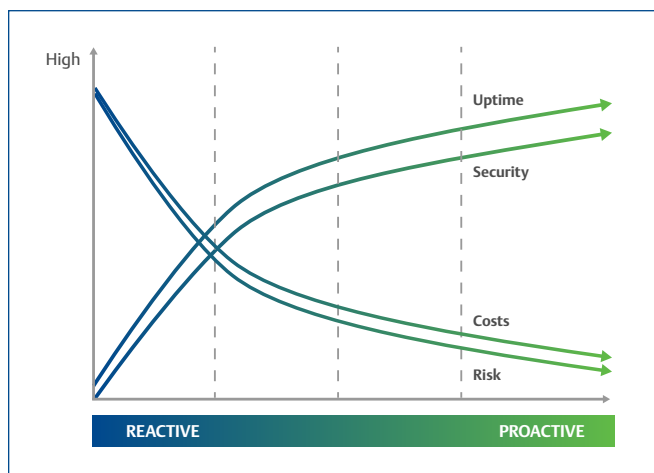 High
Uptime
Security
Costs
Risk
REACTIVE PROACTIVE